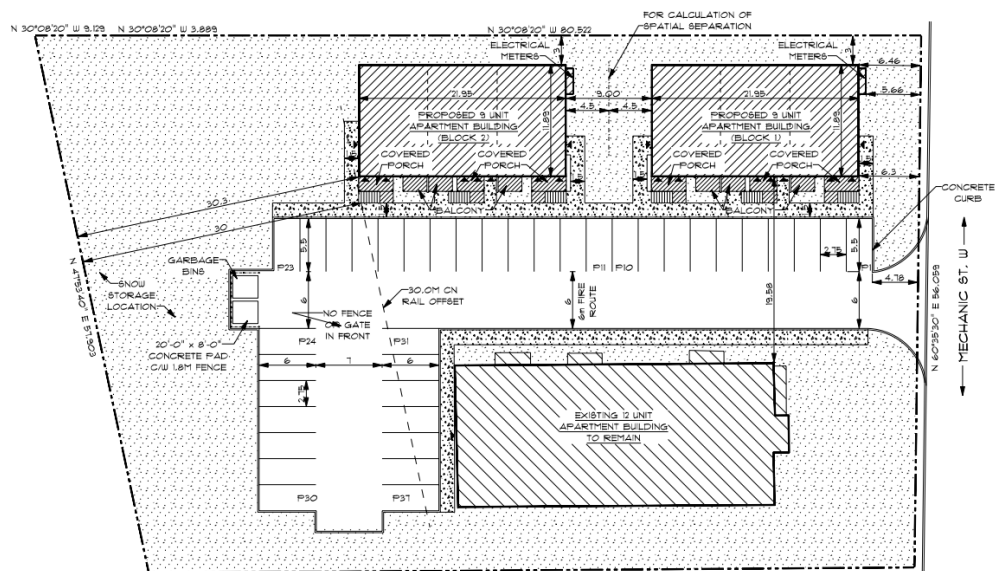 N 30°08'20" W 9.129
N 30°08'20" W 3.889
N 30°08'20" W 80.522
FOR CALCULATION OF
SPATIAL SEPARATION
ELECTRICAL
METERS
ELECTRICAL
METERS
3
3
6.46
5.66
21.95
9.00
21.95
4.5
4.5
11.89
11.89
PROPOSED 9 UNIT
APARTMENT BUILDING
(BLOCK 2)
PROPOSED 9 UNIT
APARTMENT BUILDING
(BLOCK 1)
COVERED
PORCH
COVERED
PORCH
COVERED
PORCH
COVERED
PORCH
6.3
BALCONY
BALCONY
CONCRETE
CURB
30.3
30
GARBAGE
BINS
P23
5.5
P11
P10
2.75
5.5
P1
4.78
SNOW
STORAGE
LOCATION
6
NO FENCE
OR GATE
IN FRONT
30.0M CN
RAIL OFFSET
6
6m FIRE
ROUTE
19.58
6
MECHANIC ST. W
N 60°35'30" E 56.059
N 47°53'40" E 57.903
20'-0" x 8'-0"
CONCRETE PAD
C/W 1.8M FENCE
P24
P31
6
7
6
2.75
EXISTING 12 UNIT
APARTMENT BUILDING
TO REMAIN
P30
P37